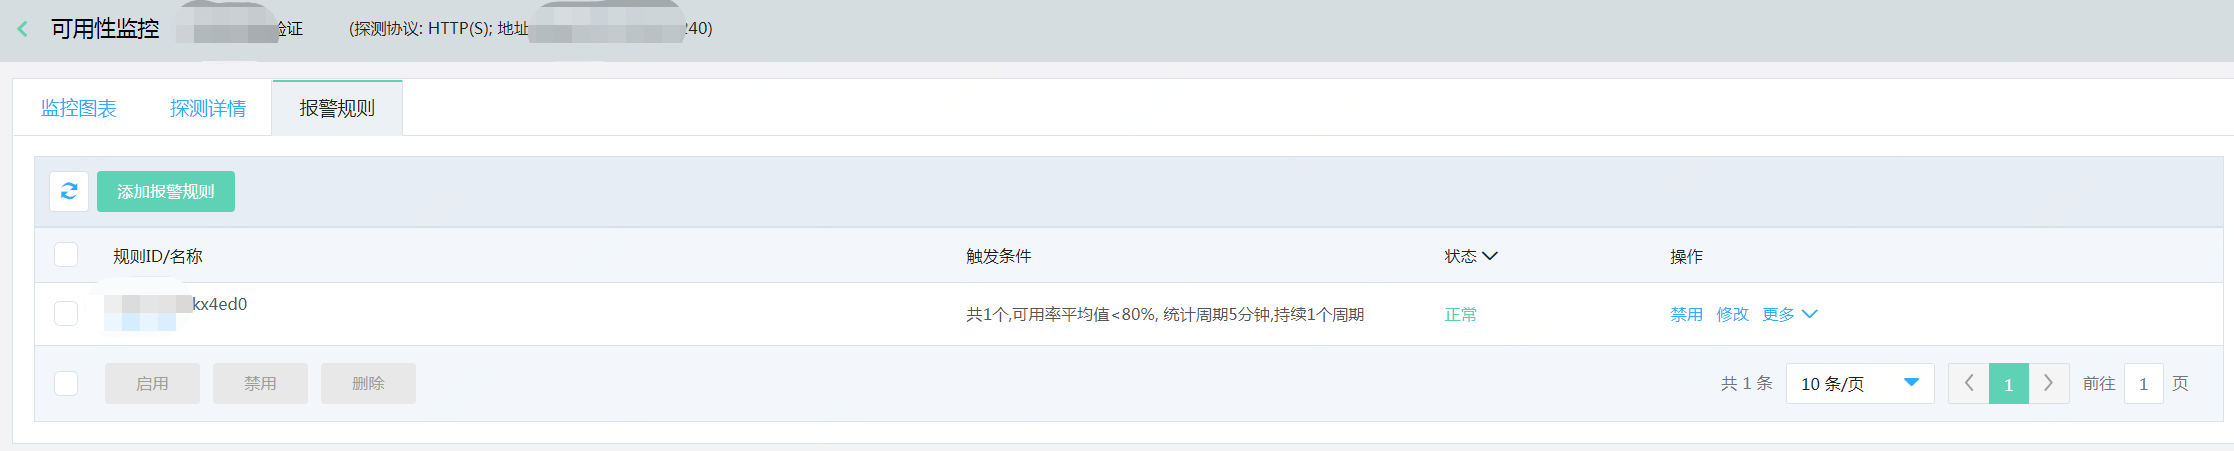 可用性监控 验证 (探测协议: HTTP(S); 地址 240)
监控图表 探测详情 报警规则
添加报警规则
规则ID/名称 触发条件 状态 操作
kx4ed0
共1个,可用率平均值<80%, 统计周期5分钟,持续1个周期 正常 禁用 修改 更多
启用 禁用 删除 共 1 条 10 条/页 1 前往 1 页